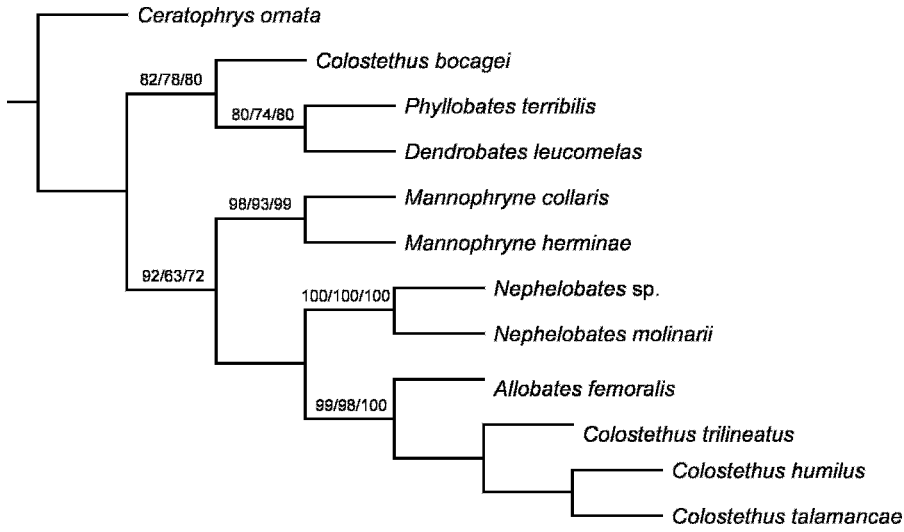 Ceratophrys ornata
82/78/80
Colostethus bocagei
80/74/80
Phyllobates terribilis
Dendrobates leucomelas
98/93/99
Mannophryne collaris
Mannophryne herminae
92/63/72
100/100/100
Nephelobates sp.
Nephelobates molinarii
99/98/100
Allobates femoralis
Colostethus trilineatus
Colostethus humilus
Colostethus talamancae